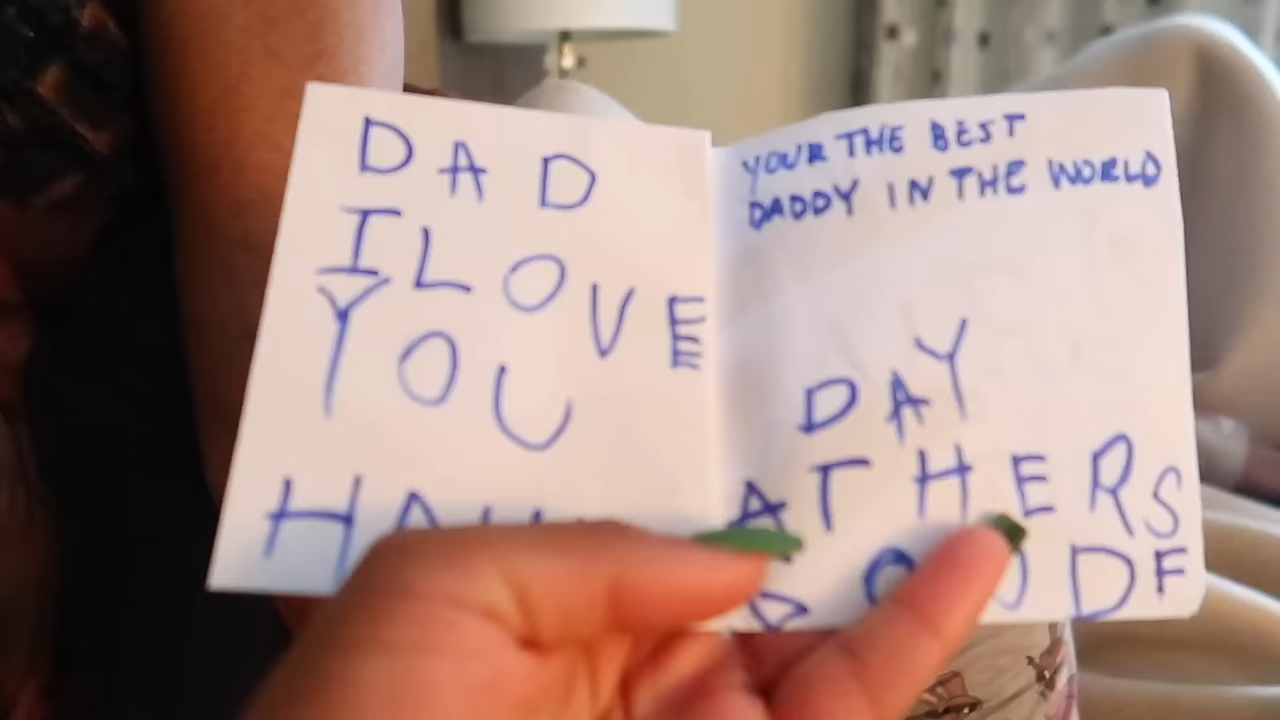 DAD
I LOVE
YOU
YOUR THE BEST
DADDY IN THE WORLD
DAY
ATHERS